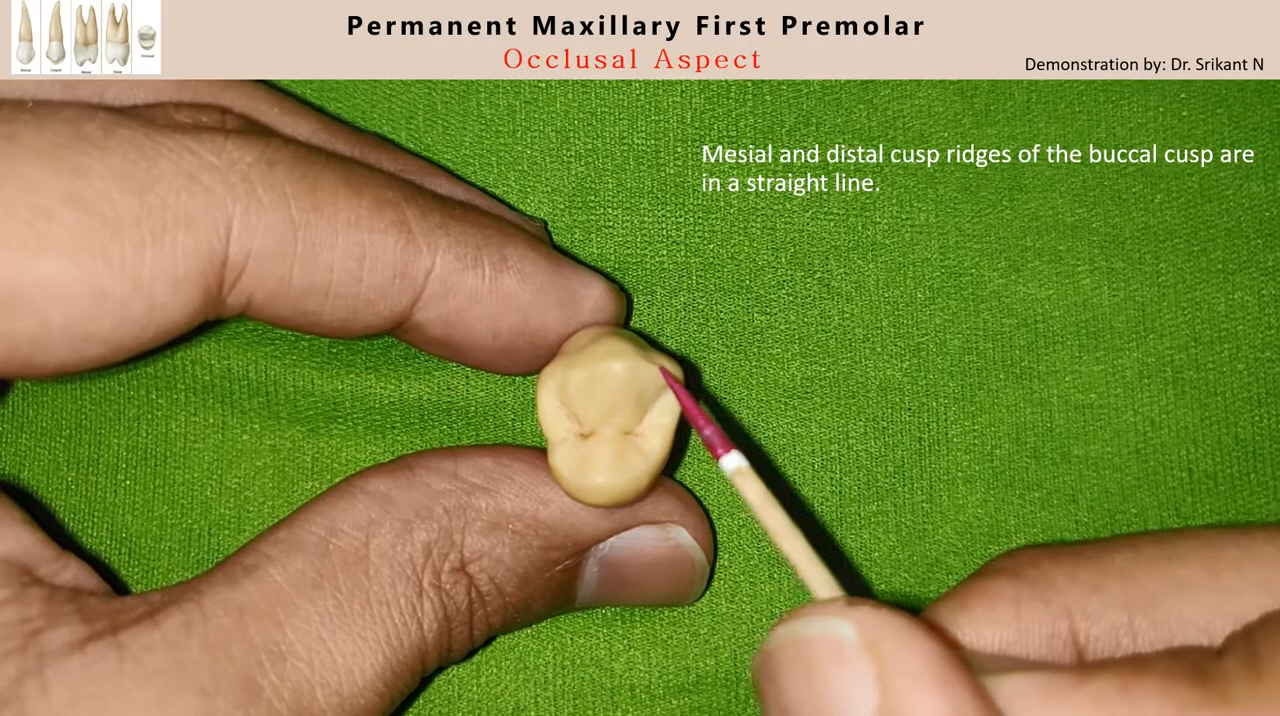 Permanent Maxillary First Premolar
Occlusal Aspect
Demonstration by: Dr. Srikant N
Mesial and distal cusp ridges of the buccal cusp are
in a straight line.